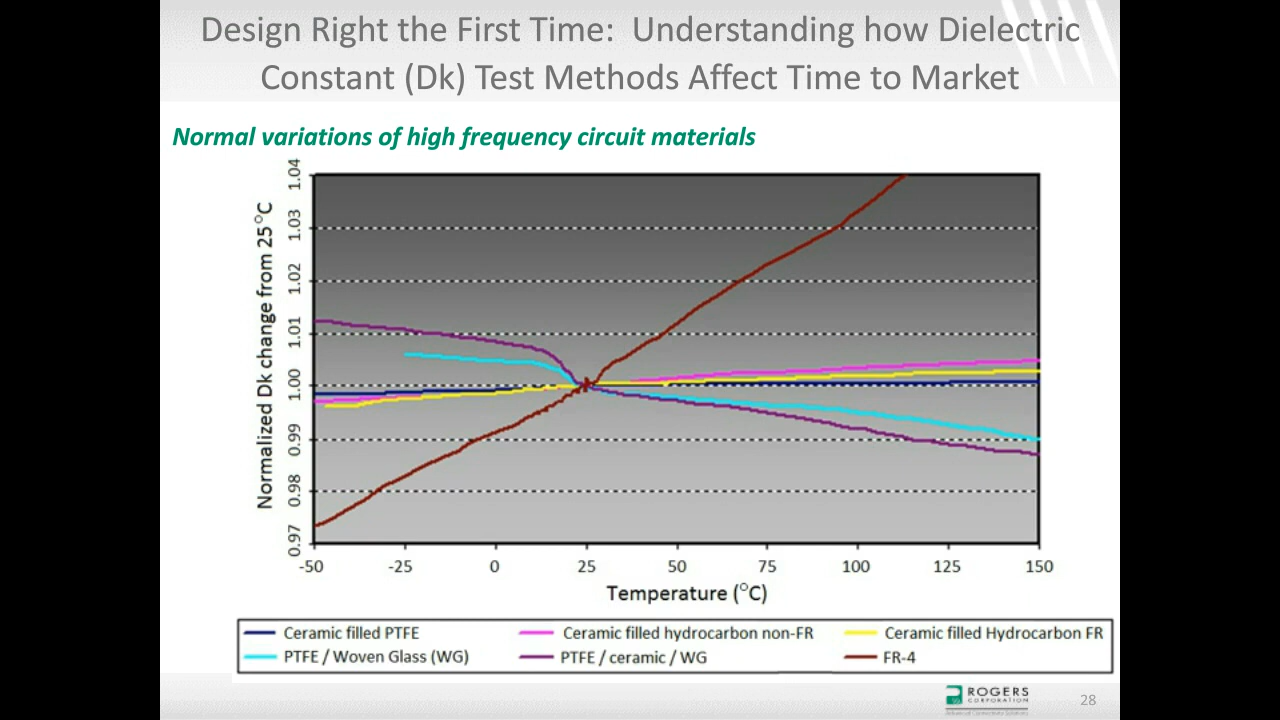 Design Right the First Time:  Understanding how Dielectric
Constant (Dk) Test Methods Affect Time to Market
Normal variations of high frequency circuit materials
Normalized Dk change from 25°C
1.04
1.03
1.02
1.01
1.00
0.99
0.98
0.97
-50 -25 0 25 50 75 100 125 150
Temperature (°C)
Ceramic filled PTFE Ceramic filled hydrocarbon non-FR Ceramic filled Hydrocarbon FR
PTFE / Woven Glass (WG) PTFE / ceramic / WG FR-4
ROGERS
CORPORATION
28